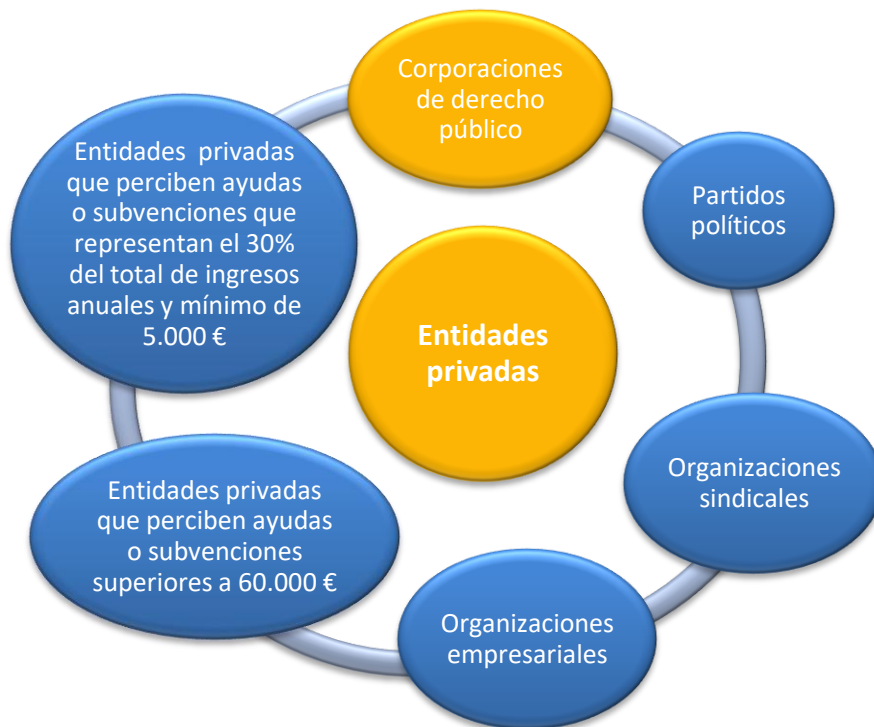 Corporaciones
de derecho
público
Partidos
políticos
Organizaciones
sindicales
Organizaciones
empresariales
Entidades privadas
que perciben ayudas
o subvenciones
superiores a 60.000 €
Entidades privadas
que perciben ayudas
o subvenciones que
representan el 30%
del total de ingresos
anuales y mínimo de
5.000 €
Entidades
privadas